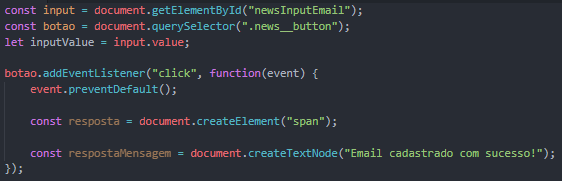 const input = document.getElementById("newsInputEmail");
const botao = document.querySelector(".news__button");
let inputValue = input.value;
botao.addEventListener("click", function(event) {
event.preventDefault();
const resposta = document.createElement("span");
const respostaMensagem = document.createTextNode("Email cadastrado com sucesso!");
});